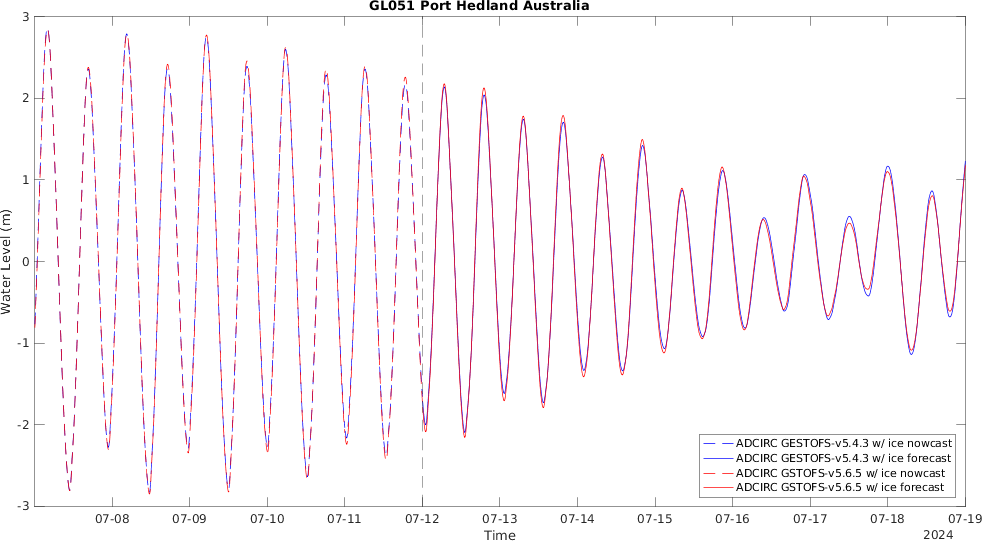 GL051 Port Hedland Australia
3
2
1
0
-1
-2
-3
Water Level (m)
07-08 07-09 07-10 07-11 07-12 07-13 07-14 07-15 07-16 07-17 07-18 07-19
Time
2024
ADCIRC GESTOFS-v5.4.3 w/ ice nowcast
ADCIRC GESTOFS-v5.4.3 w/ ice forecast
ADCIRC GSTOFS-v5.6.5 w/ ice nowcast
ADCIRC GSTOFS-v5.6.5 w/ ice forecast